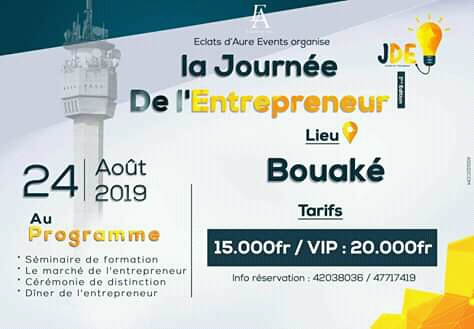 EA
Eclats d'Aure Events organise
la Journée
De l'Entrepreneur
JDE
Lieu
Bouaké
24 Août
2019
Tarifs
15.000fr / VIP : 20.000fr
Info réservation : 42038036 / 47717419
Au
Programme
* Séminaire de formation
* Le marché de l'entrepreneur
* Cérémonie de distinction
* Dîner de l'entrepreneur